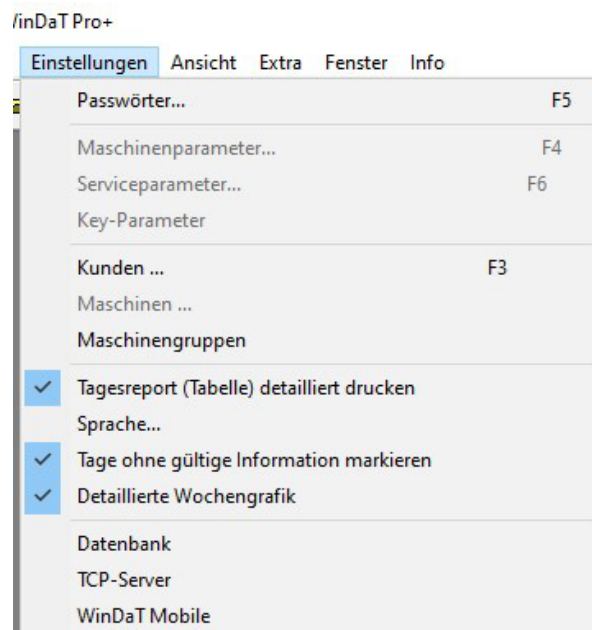 /inDaT Pro+
Einstellungen Ansicht Extra Fenster Info
Passwörter... F5
Maschinenparameter... F4
Serviceparameter... F6
Key-Parameter
Kunden ... F3
Maschinen ...
Maschinengruppen
Tagesreport (Tabelle) detailliert drucken
Sprache...
Tage ohne gültige Information markieren
Detaillierte Wochengrafik
Datenbank
TCP-Server
WinDaT Mobile